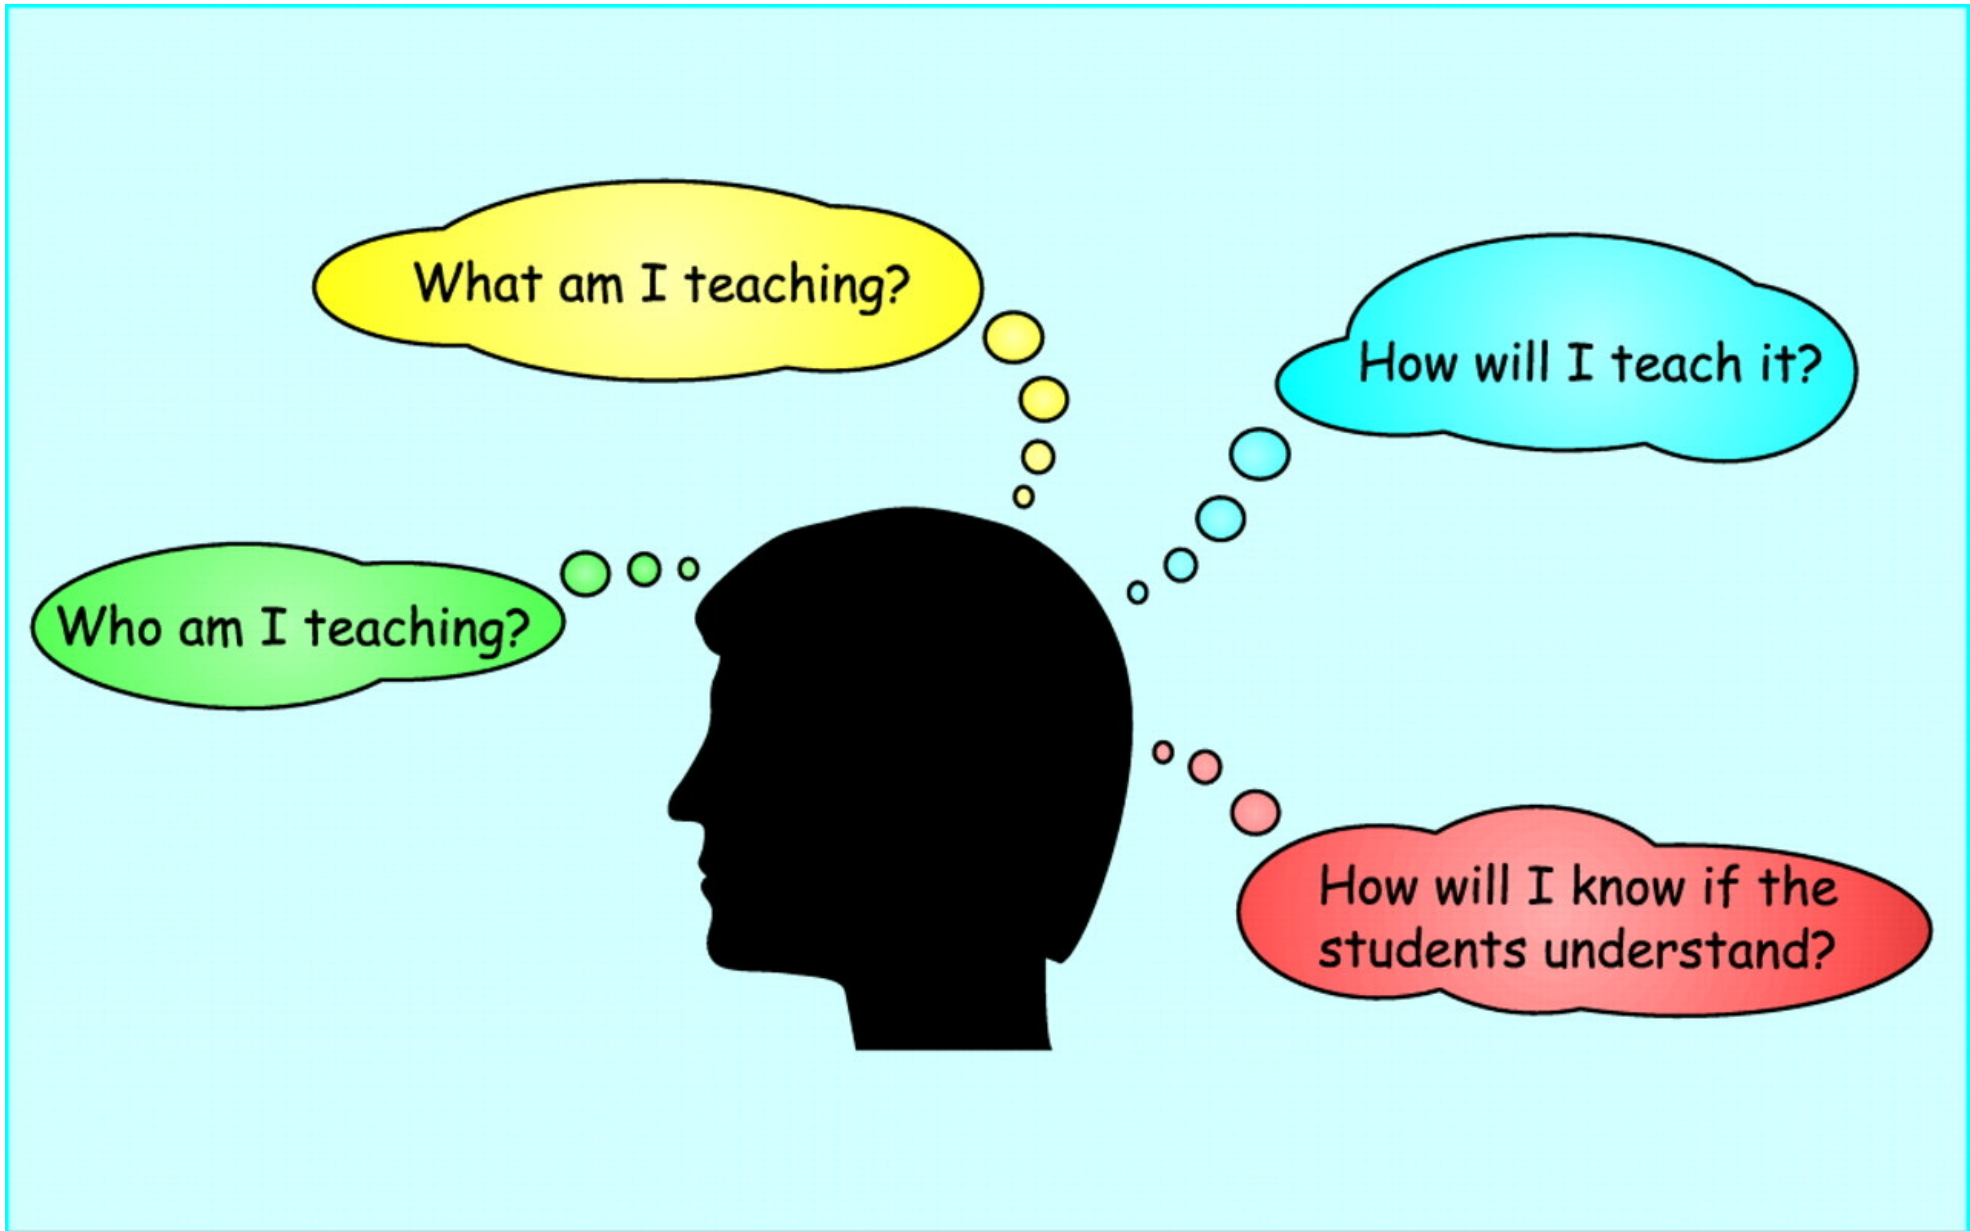 What am I teaching?
How will I teach it?
Who am I teaching?
How will I know if the
students understand?